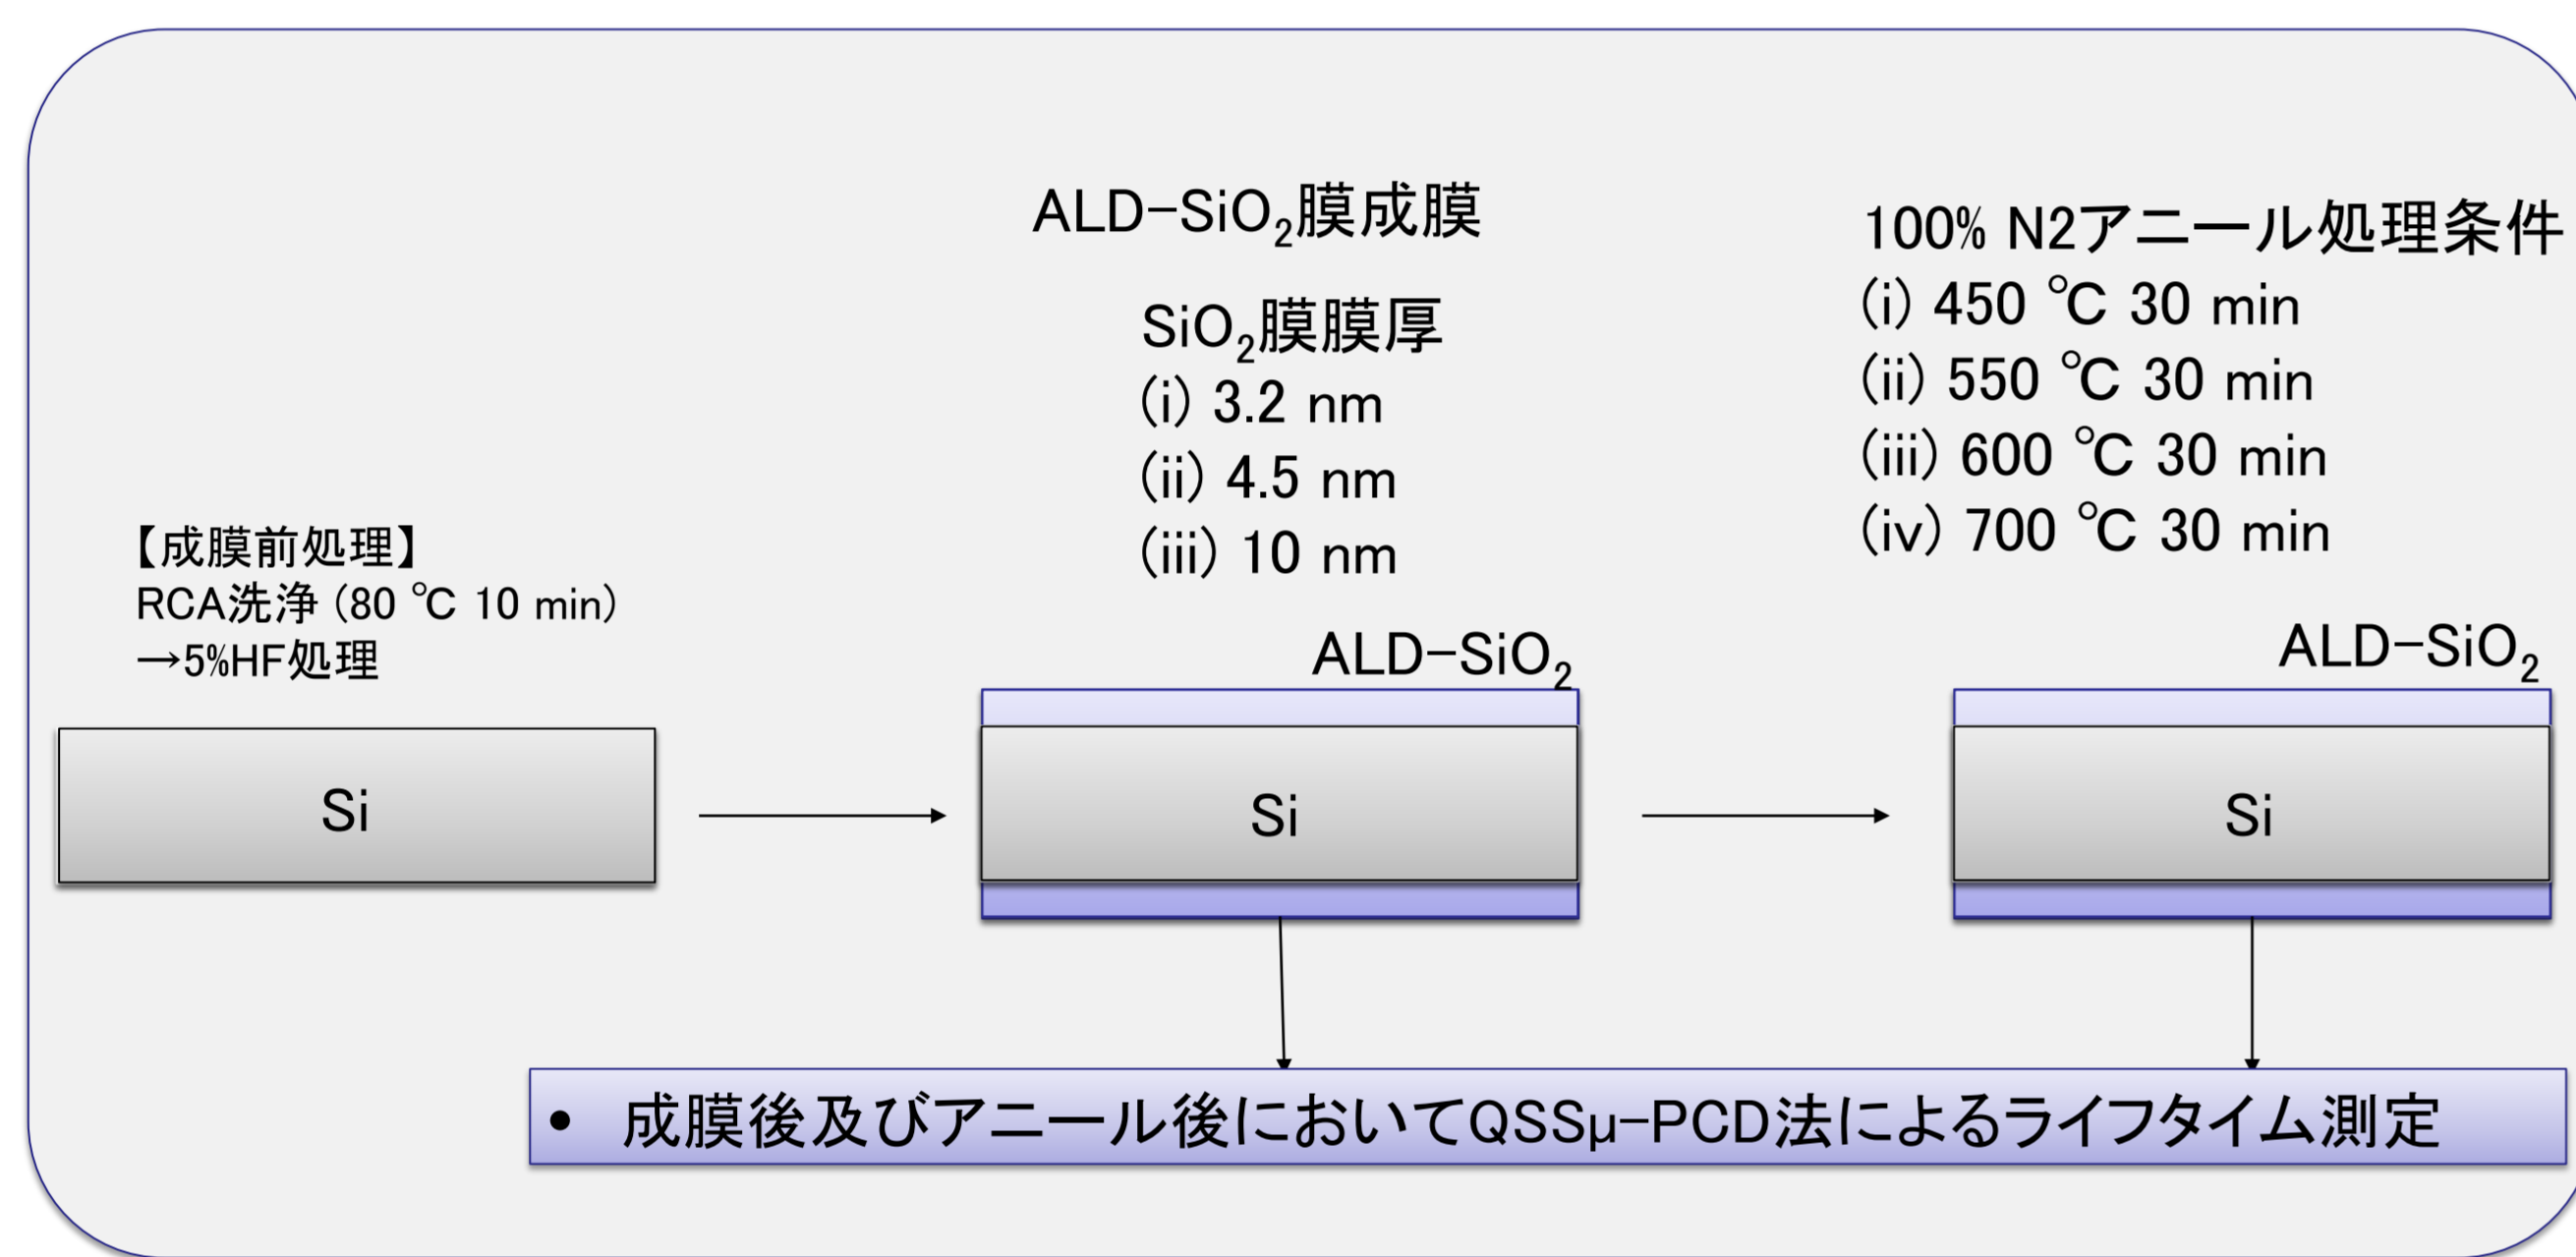 【成膜前処理】
RCA洗浄 (80 ℃ 10 min)
→5%HF処理
Si
ALD-SiO₂膜成膜
SiO₂膜膜厚
(i) 3.2 nm
(ii) 4.5 nm
(iii) 10 nm
ALD-SiO₂
Si
100% N2アニール処理条件
(i) 450 ℃ 30 min
(ii) 550 ℃ 30 min
(iii) 600 ℃ 30 min
(iv) 700 ℃ 30 min
ALD-SiO₂
Si
• 成膜後及びアニール後においてQSSμ-PCD法によるライフタイム測定